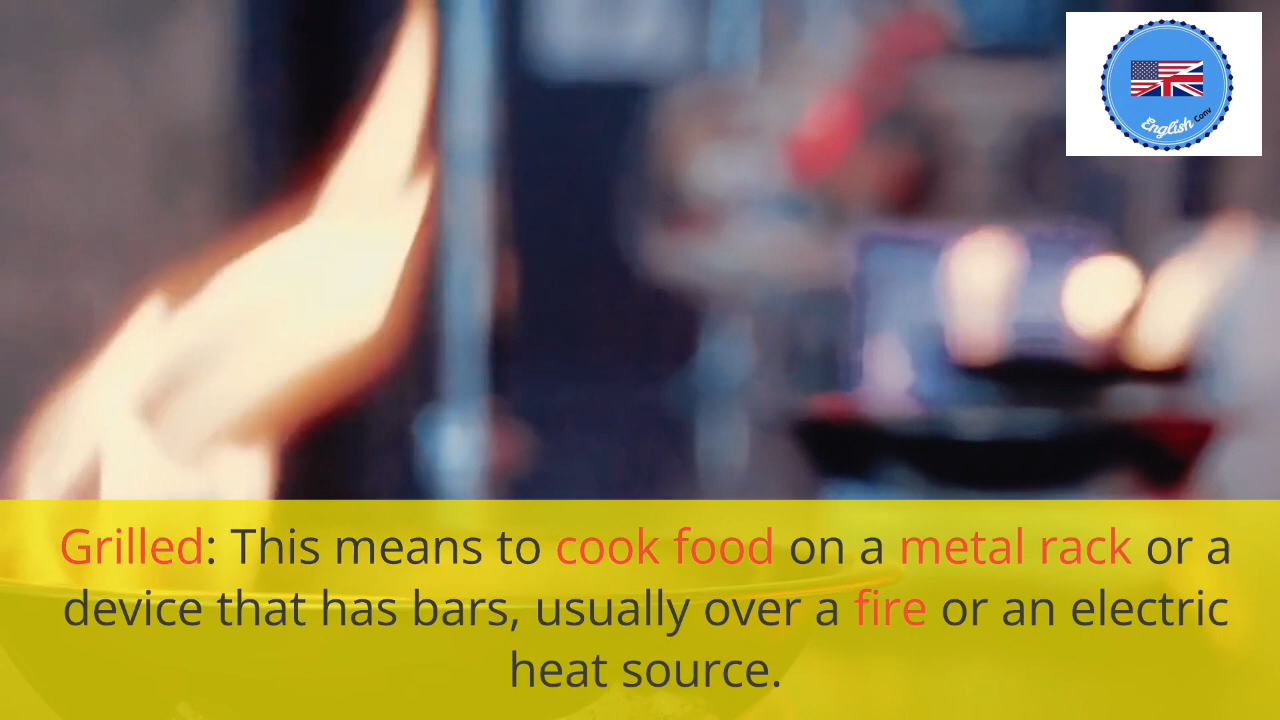 English Conv
Grilled: This means to cook food on a metal rack or a
device that has bars, usually over a fire or an electric
heat source.